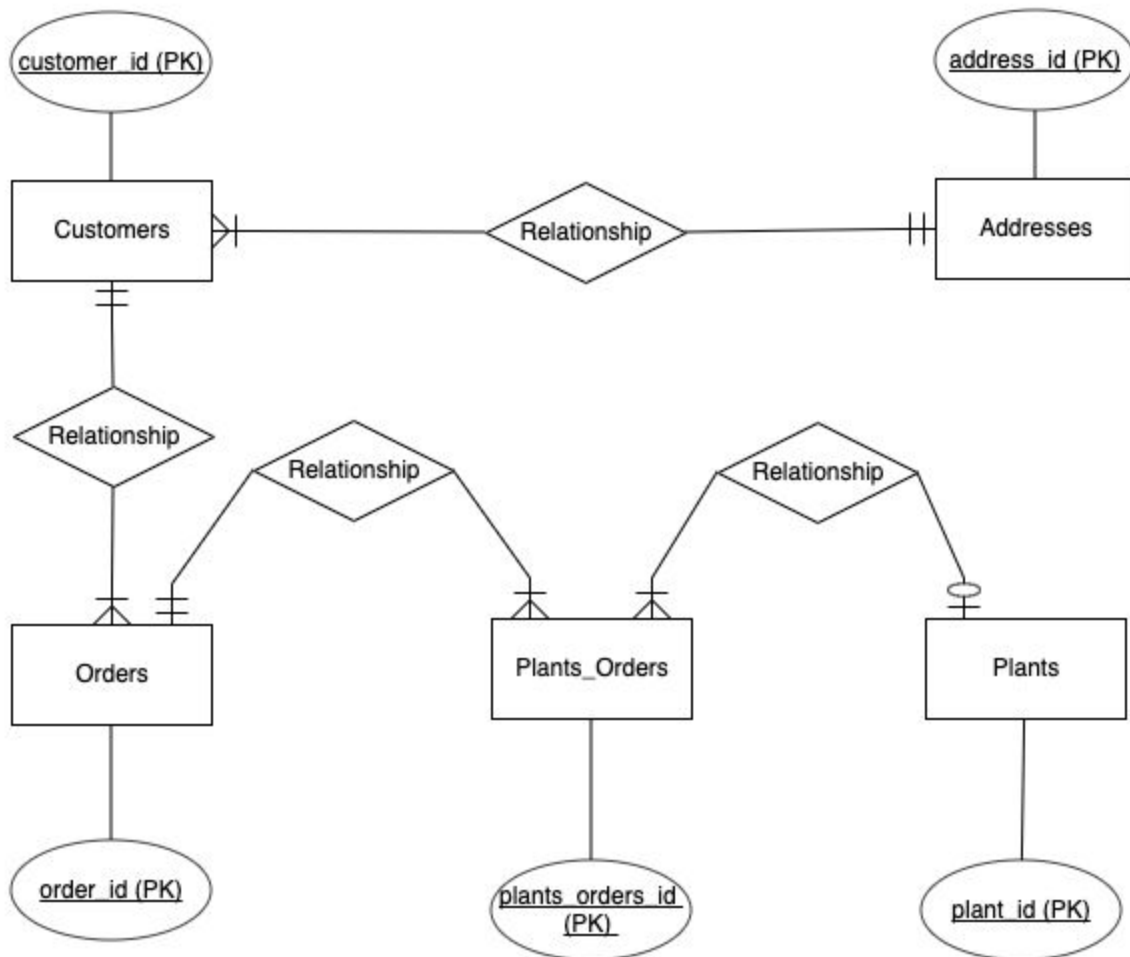 customer_id (PK)
address_id (PK)
Customers
Relationship
Addresses
Relationship
Relationship
Relationship
Orders
Plants_Orders
Plants
order_id (PK)
plants_orders_id
(PK)
plant_id (PK)